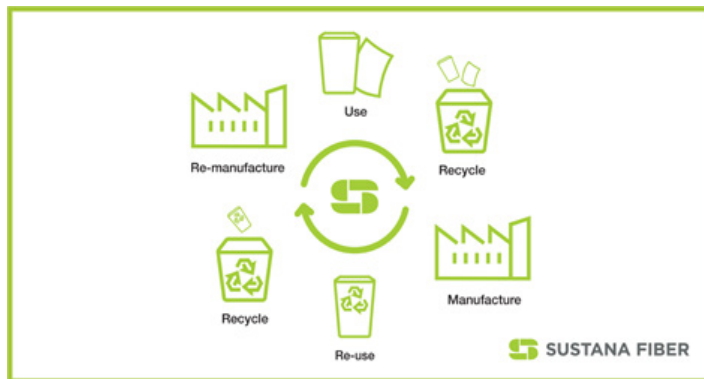 Use
Recycle
Manufacture
Re-use
Recycle
Re-manufacture
SUSTANA FIBER